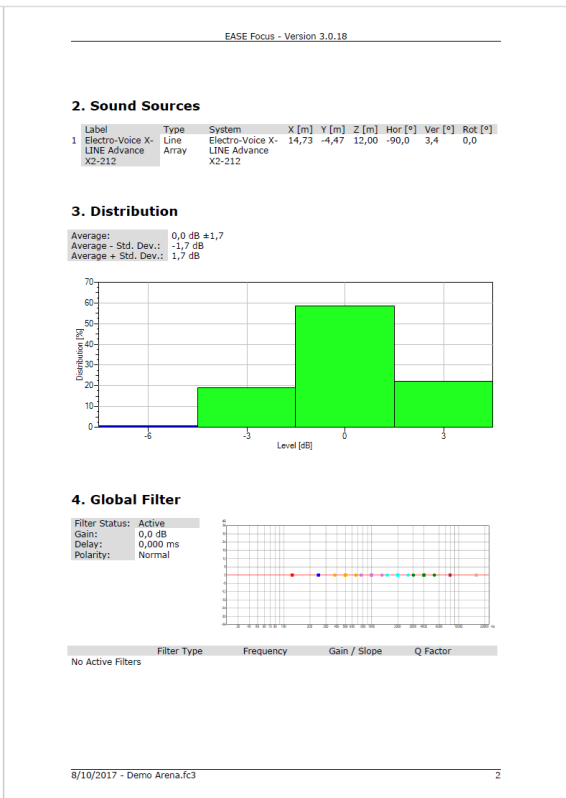 EASE Focus - Version 3.0.18
2. Sound Sources
Label Type System X [m] Y [m] Z [m] Hor [°] Ver [°] Rot [°]
1 Electro-Voice X- Line Electro-Voice X- 14,73 -4,47 12,00 -90,0 3,4 0,0
LINE Advance Array LINE Advance
X2-212 X2-212
3. Distribution
Average: 0,0 dB ±1,7
Average - Std. Dev.: -1,7 dB
Average + Std. Dev.: 1,7 dB
70
60
50
40
30
20
10
0
Distribution [%]
-6 -3 0 3
Level [dB]
4. Global Filter
Filter Status: Active
Gain: 0,0 dB
Delay: 0,000 ms
Polarity: Normal
Filter Type Frequency Gain / Slope Q Factor
No Active Filters
8/10/2017 - Demo Arena.fc3 2